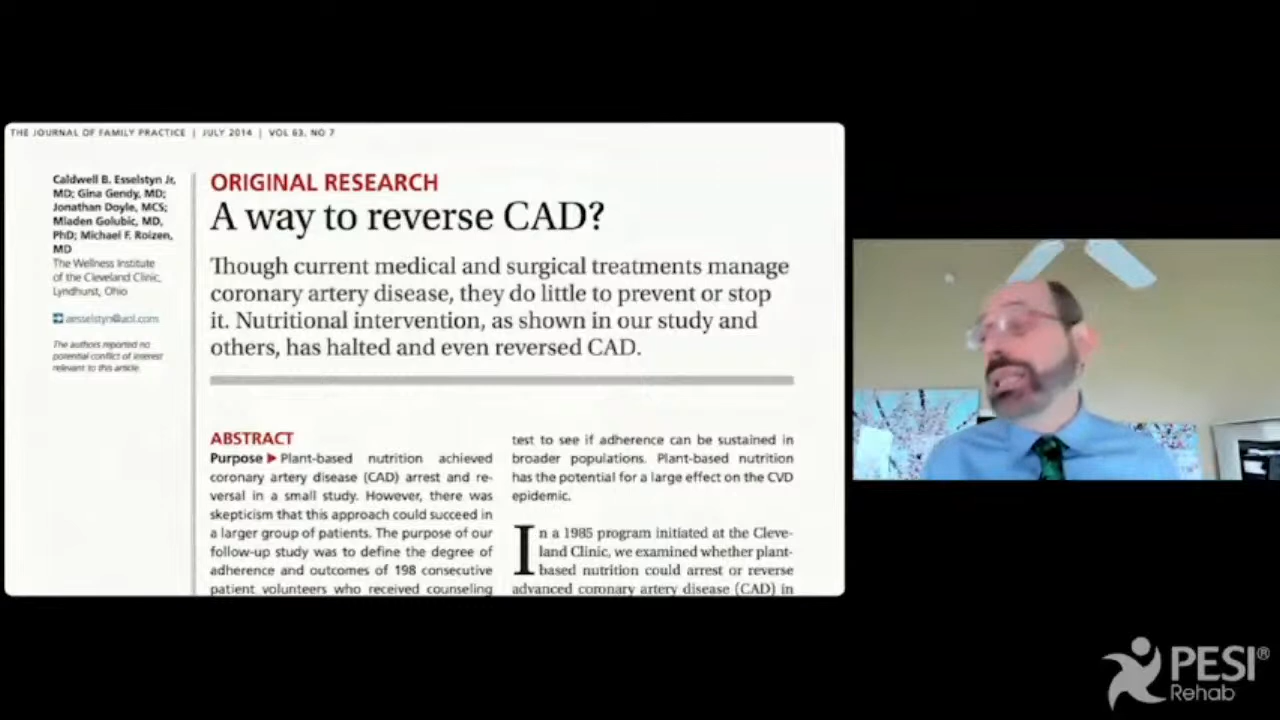 THE JOURNAL OF FAMILY PRACTICE | JULY 2014 | VOL 63, NO 7
Caldwell B. Esselstyn Jr,
MD; Gina Gendy, MD;
Jonathan Doyle, MCS;
Mladen Golubic, MD,
PhD; Michael F. Roizen,
MD
The Wellness Institute
of the Cleveland Clinic,
Lyndhurst, Ohio
aesselstyn@aol.com
The authors reported no
potential conflict of interest
relevant to this article.
ORIGINAL RESEARCH
A way to reverse CAD?
Though current medical and surgical treatments manage
coronary artery disease, they do little to prevent or stop
it. Nutritional intervention, as shown in our study and
others, has halted and even reversed CAD.
ABSTRACT
Purpose ▶ Plant-based nutrition achieved
coronary artery disease (CAD) arrest and re-
versal in a small study. However, there was
skepticism that this approach could succeed in
a larger group of patients. The purpose of our
follow-up study was to define the degree of
adherence and outcomes of 198 consecutive
patient volunteers who received counseling
test to see if adherence can be sustained in
broader populations. Plant-based nutrition
has the potential for a large effect on the CVD
epidemic.
In a 1985 program initiated at the Cleve-
land Clinic, we examined whether plant-
based nutrition could arrest or reverse
advanced coronary artery disease (CAD) in
PESI®
Rehab